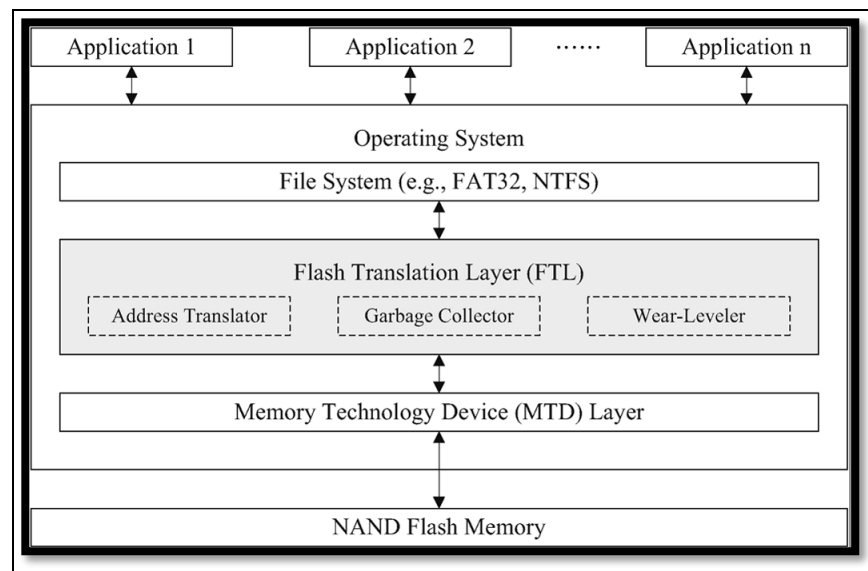 Application 1
Application 2
······
Application n
Operating System
File System (e.g., FAT32, NTFS)
Flash Translation Layer (FTL)
Address Translator
Garbage Collector
Wear-Leveler
Memory Technology Device (MTD) Layer
NAND Flash Memory